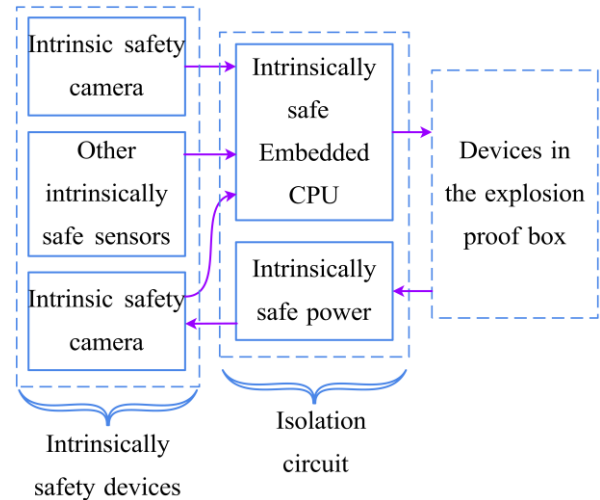 Intrinsic safety
camera
Other
intrinsically
safe sensors
Intrinsic safety
camera
Intrinsically
safety devices
Intrinsically
safe
Embedded
CPU
Intrinsically
safe power
Isolation
circuit
Devices in
the explosion
proof box